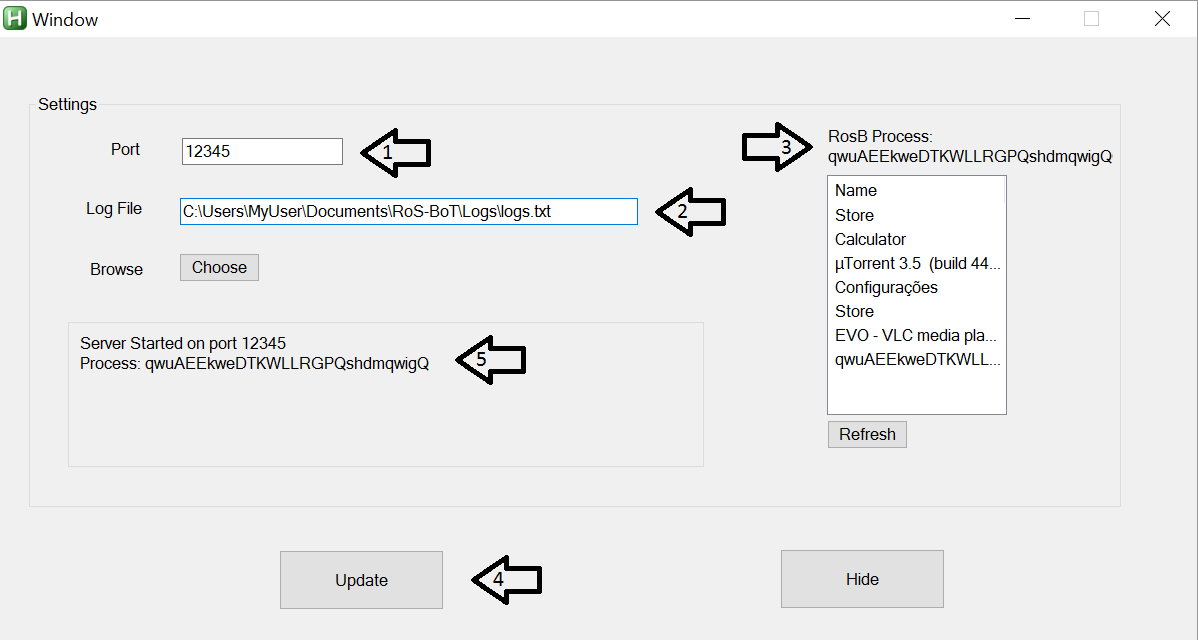 H Window
Settings
Port
12345
1
Log File
C:\Users\MyUser\Documents\RoS-BoT\Logs\logs.txt
2
Browse
Choose
Server Started on port 12345
Process: qwuAEEkweDTKWLLRGPQshdmqwigQ
5
3
RosB Process:
qwuAEEkweDTKWLLRGPQshdmqwigQ
Name
Store
Calculator
µTorrent 3.5 (build 44...
Configurações
Store
EVO - VLC media pla...
qwuAEEkweDTKWLL...
Refresh
Update
4
Hide